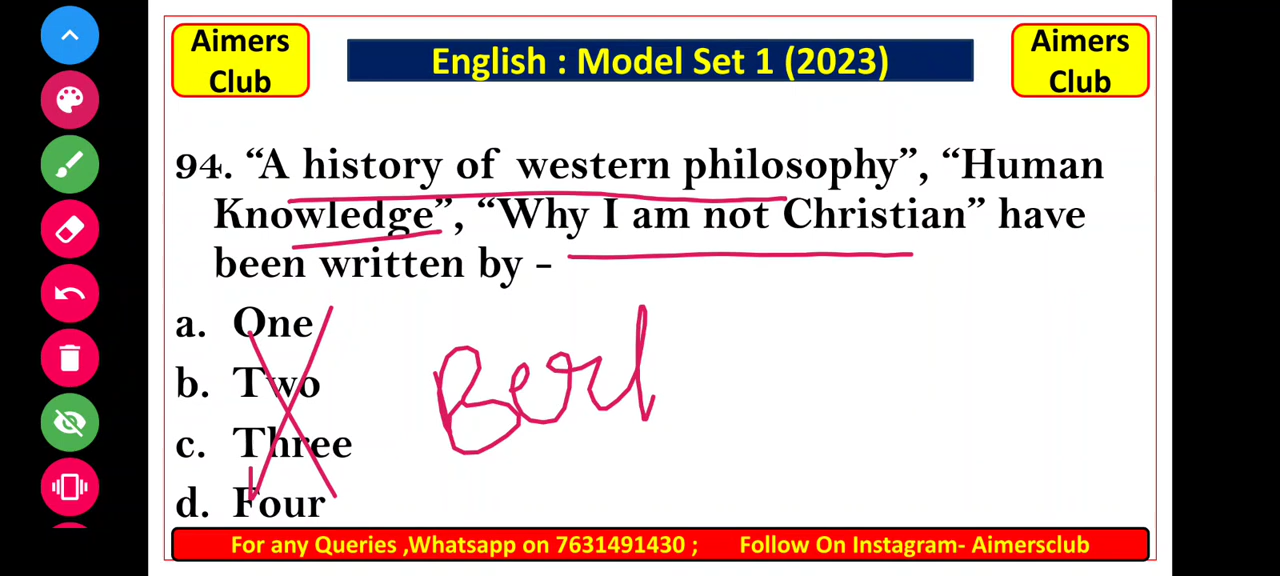 Aimers
Club
English : Model Set 1 (2023)
Aimers
Club
94. “A history of western philosophy”, “Human
Knowledge”, “Why I am not Christian” have
been written by -
a. One
b. Two
c. Three
d. Four
Bert
For any Queries ,Whatsapp on 7631491430 ; Follow On Instagram- Aimersclub